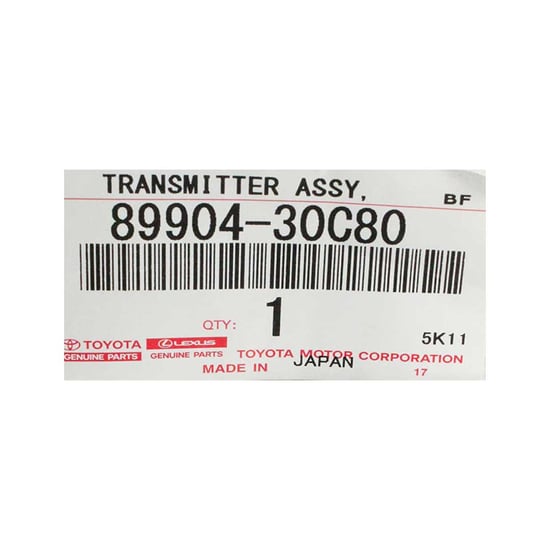 TRANSMITTER ASSY,
BF
89904-30C80
QTY: 1
5K11
TOYOTA LEXUS
GENUINE PARTS GENUINE PARTS TOYOTA MOTOR CORPORATION
MADE IN JAPAN 17